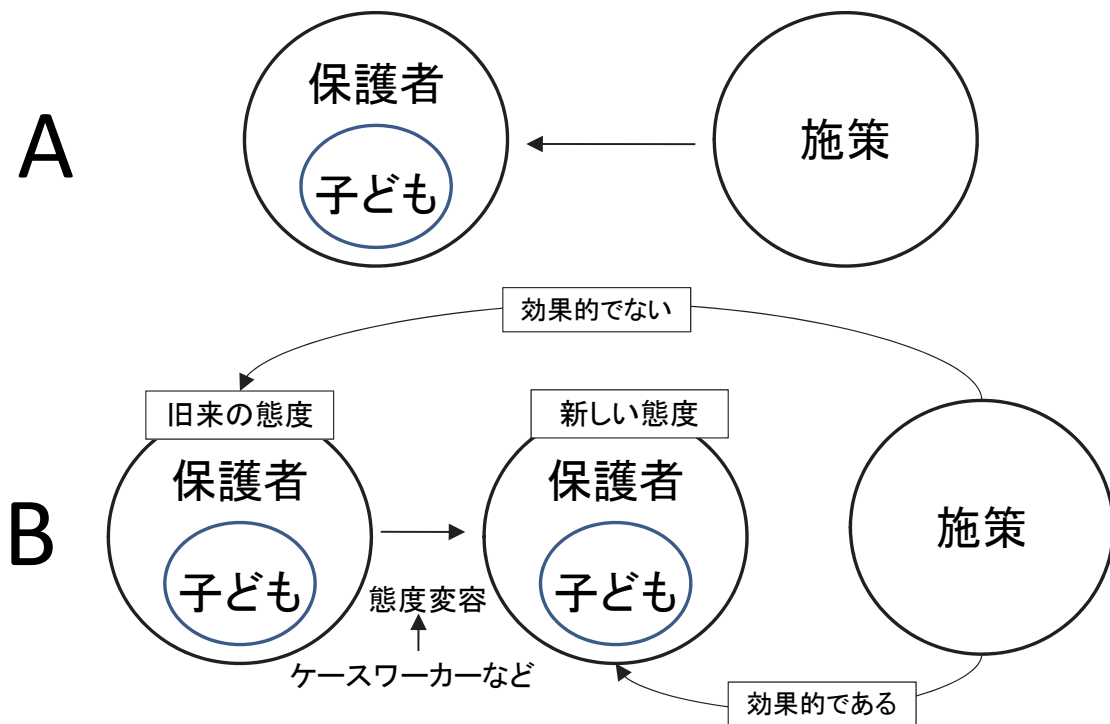 A
保護者
子ども
施策
効果的でない
B
旧来の態度
保護者
子ども
態度変容
ケースワーカーなど
新しい態度
保護者
子ども
施策
効果的である